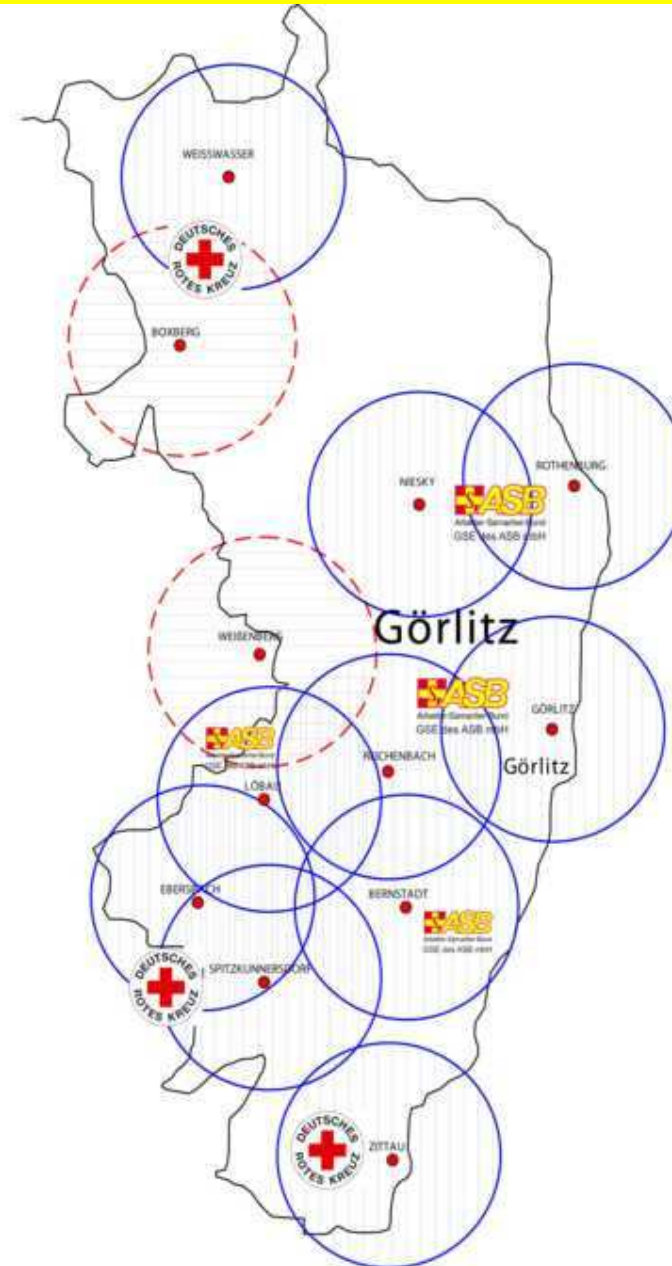 WEISSWASSER
DEUTSCHES
ROTES KREUZ
BOXBERG
NIESKY
ROTHENBURG
ASB
Arbeiter-Samariter-Bund
GSE des ASB mbH
Görlitz
WEIßENBERG
ASB
Arbeiter-Samariter-Bund
GSE des ASB mbH
GÖRLITZ
ASB
REICHENBACH
Görlitz
LÖBAU
EBERSBACH
BERNSTADT
ASB
Arbeiter-Samariter-Bund
GSE des ASB mbH
DEUTSCHES
ROTES KREUZ
SPITZKUNNERSDORF
DEUTSCHES
ROTES KREUZ
ZITTAU